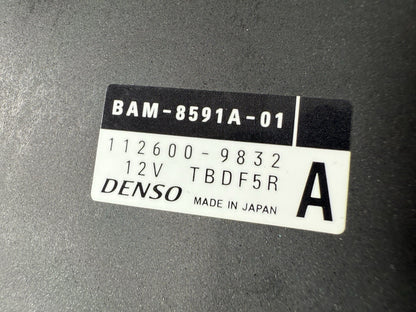 BAM-8591A-01
112600-9832
12V TBDF5R
DENSO MADE IN JAPAN A